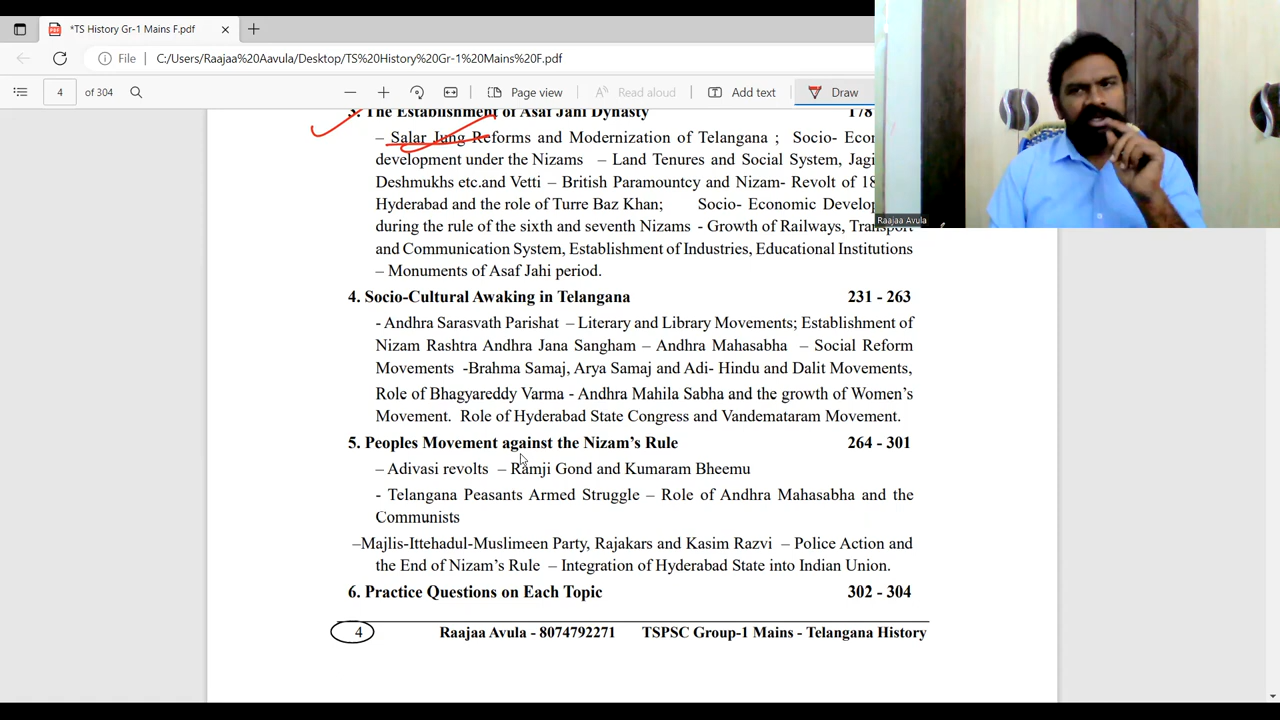 *TS History Gr-1 Mains F.pdf
File C:/Users/Raajaa%20Aavula/Desktop/TS%20History%20Gr-1%20Mains%20F.pdf
4 of 304 Page view Read aloud Add text Draw
3. The Establishment of Asaf Jahi Dynasty 178
– Salar Jung Reforms and Modernization of Telangana ; Socio- Econ
development under the Nizams – Land Tenures and Social System, Jagi
Deshmukhs etc.and Vetti – British Paramountcy and Nizam- Revolt of 18
Hyderabad and the role of Turre Baz Khan; Socio- Economic Develop
during the rule of the sixth and seventh Nizams - Growth of Railways, Transport
and Communication System, Establishment of Industries, Educational Institutions
– Monuments of Asaf Jahi period.
4. Socio-Cultural Awaking in Telangana 231 - 263
- Andhra Sarasvath Parishat – Literary and Library Movements; Establishment of
Nizam Rashtra Andhra Jana Sangham – Andhra Mahasabha – Social Reform
Movements -Brahma Samaj, Arya Samaj and Adi- Hindu and Dalit Movements,
Role of Bhagyareddy Varma - Andhra Mahila Sabha and the growth of Women’s
Movement. Role of Hyderabad State Congress and Vandemataram Movement.
5. Peoples Movement against the Nizam’s Rule 264 - 301
– Adivasi revolts – Ramji Gond and Kumaram Bheemu
- Telangana Peasants Armed Struggle – Role of Andhra Mahasabha and the
Communists
–Majlis-Ittehadul-Muslimeen Party, Rajakars and Kasim Razvi – Police Action and
the End of Nizam’s Rule – Integration of Hyderabad State into Indian Union.
6. Practice Questions on Each Topic 302 - 304
4 Raajaa Avula - 8074792271 TSPSC Group-1 Mains - Telangana History
Raajaa Avula